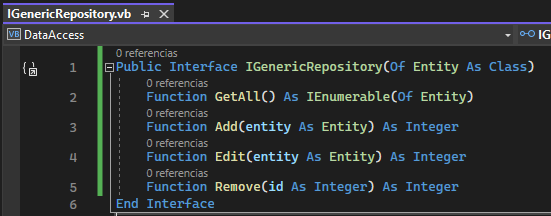 IGenericRepository.vb
VB DataAccess
0 referencias
1 Public Interface IGenericRepository(Of Entity As Class)
0 referencias
2 Function GetAll() As IEnumerable(Of Entity)
0 referencias
3 Function Add(entity As Entity) As Integer
0 referencias
4 Function Edit(entity As Entity) As Integer
0 referencias
5 Function Remove(id As Integer) As Integer
6 End Interface